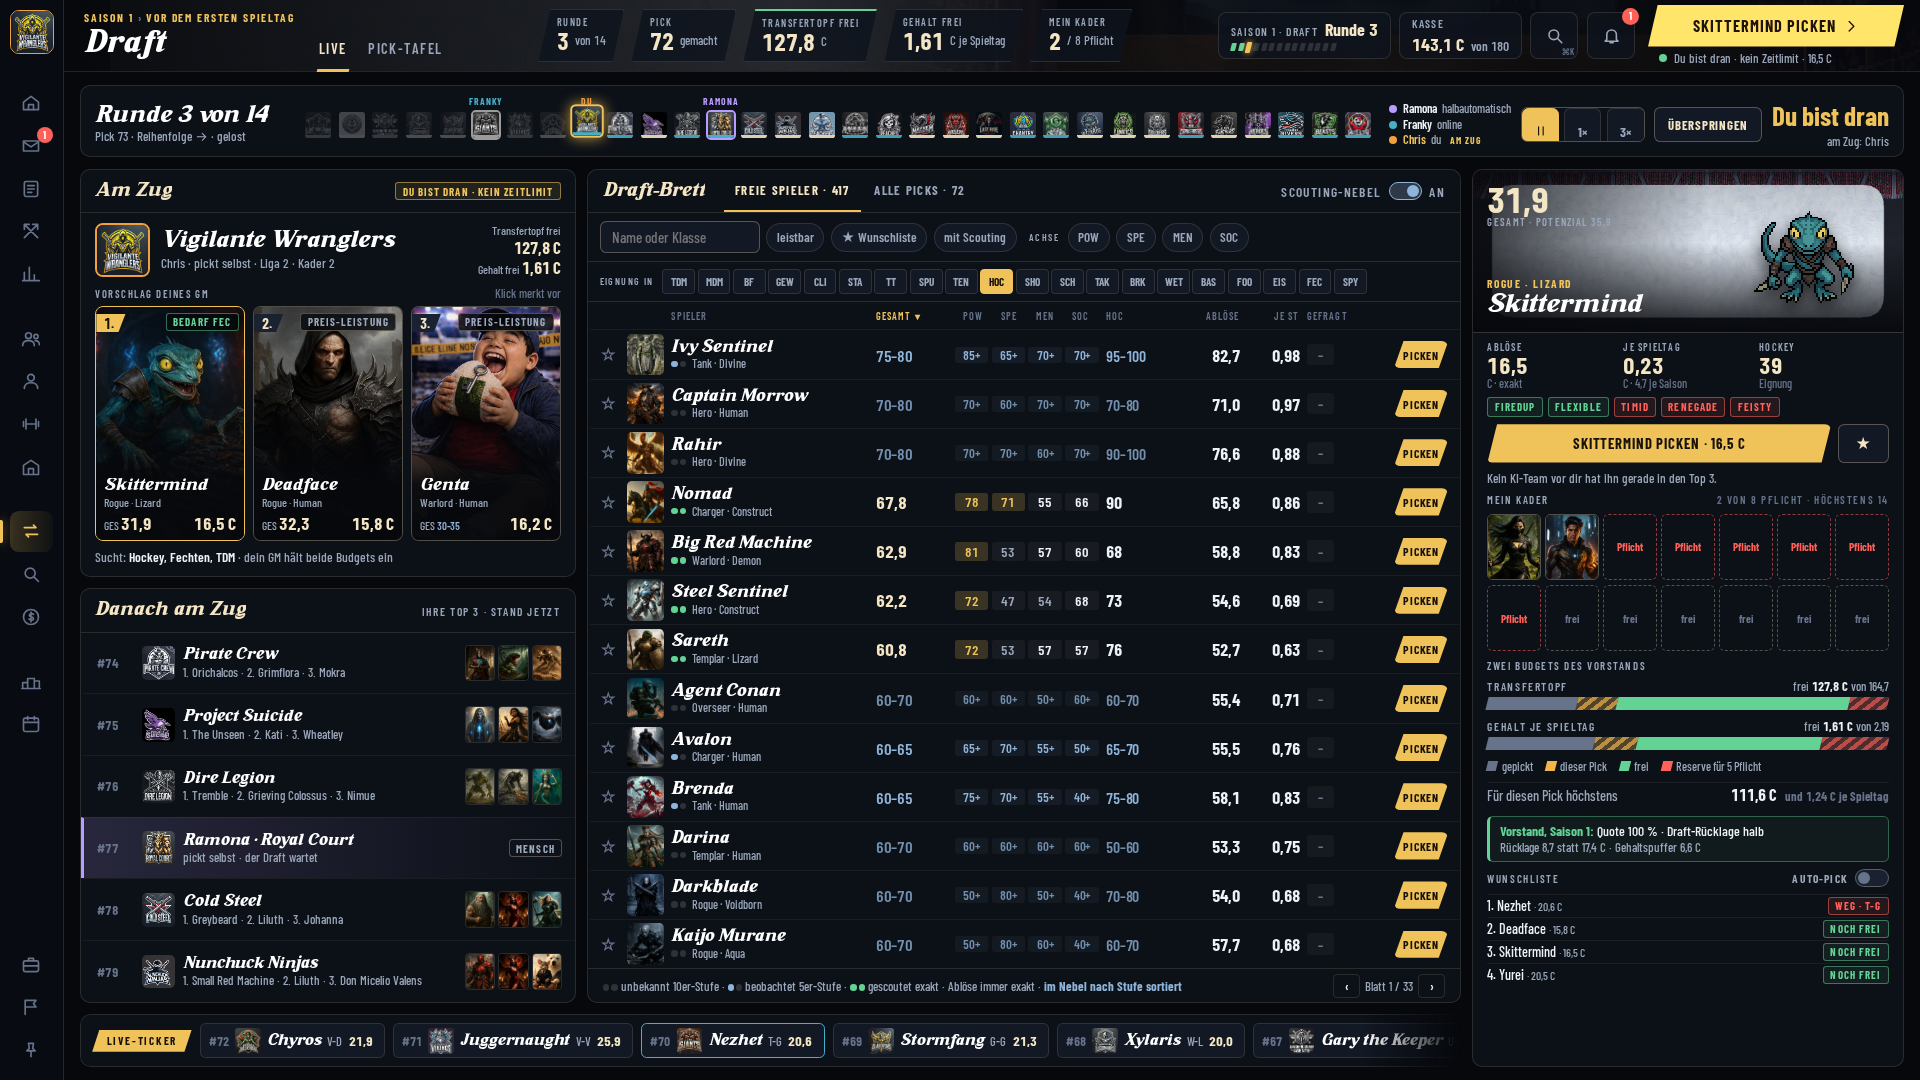 SAISON 1 › VOR DEM ERSTEN SPIELTAG
Draft
LIVE
PICK-TAFEL
RUNDE
3 von 14
PICK
72 gemacht
TRANSFERTOPF FREI
127,8 C
GEHALT FREI
1,61 C je Spieltag
MEIN KADER
2 / 8 Pflicht
SAISON 1 · DRAFT Runde 3
KASSE
143,1 C von 180
⌘K
1
SKITTERMIND PICKEN
Du bist dran · kein Zeitlimit · 16,5 C
1
Runde 3 von 14
Pick 73 · Reihenfolge → · gelost
FRANKY
DU
RAMONA
Ramona halbautomatisch
Franky online
Chris du AM ZUG
II
1×
3×
ÜBERSPRINGEN
Du bist dran
am Zug: Chris
Am Zug
DU BIST DRAN · KEIN ZEITLIMIT
Vigilante Wranglers
Chris · pickt selbst · Liga 2 · Kader 2
Transfertopf frei
127,8 C
Gehalt frei 1,61 C
VORSCHLAG DEINES GM
Klick merkt vor
1.
BEDARF FEC
Skittermind
Rogue · Lizard
GES 31,9
16,5 C
2.
PREIS-LEISTUNG
Deadface
Rogue · Human
GES 32,3
15,8 C
3.
PREIS-LEISTUNG
Genta
Warlord · Human
GES 30-35
16,2 C
Sucht: Hockey, Fechten, TDM · dein GM hält beide Budgets ein
Danach am Zug
IHRE TOP 3 · STAND JETZT
#74
Pirate Crew
1. Orichalcos · 2. Grimflora · 3. Mokra
#75
Project Suicide
1. The Unseen · 2. Kati · 3. Wheatley
#76
Dire Legion
1. Tremble · 2. Grieving Colossus · 3. Nimue
#77
Ramona · Royal Court
pickt selbst · der Draft wartet
MENSCH
#78
Cold Steel
1. Greybeard · 2. Liluth · 3. Johanna
#79
Nunchuck Ninjas
1. Small Red Machine · 2. Liluth · 3. Don Micelio Valens
Draft-Brett
FREIE SPIELER · 417
ALLE PICKS · 72
SCOUTING-NEBEL
AN
Name oder Klasse
leistbar
★ Wunschliste
mit Scouting
ACHSE
POW
SPE
MEN
SOC
EIGNUNG IN
TDM
MDM
BF
GEW
CLI
STA
TT
SPU
TEN
HOC
SHO
SCH
TAK
BRK
WET
BAS
FOO
EIS
FEC
SPY
SPIELER
GESAMT ▾
POW
SPE
MEN
SOC
HOC
ABLÖSE
JE ST
GEFRAGT
☆ Ivy Sentinel
Tank · Divine
75-80 85+ 65+ 70+ 70+ 95-100 82,7 0,98 – PICKEN
☆ Captain Morrow
Hero · Human
70-80 70+ 60+ 70+ 70+ 70-80 71,0 0,97 – PICKEN
☆ Rahir
Hero · Divine
70-80 70+ 70+ 60+ 70+ 90-100 76,6 0,88 – PICKEN
☆ Nomad
Charger · Construct
67,8 78 71 55 66 90 65,8 0,86 – PICKEN
☆ Big Red Machine
Warlord · Demon
62,9 81 53 57 60 68 58,8 0,83 – PICKEN
☆ Steel Sentinel
Hero · Construct
62,2 72 47 54 68 73 54,6 0,69 – PICKEN
☆ Sareth
Templar · Lizard
60,8 72 53 57 57 76 52,7 0,63 – PICKEN
☆ Agent Conan
Overseer · Human
60-70 60+ 60+ 50+ 60+ 60-70 55,4 0,71 – PICKEN
☆ Avalon
Charger · Human
60-65 65+ 70+ 55+ 50+ 65-70 55,5 0,76 – PICKEN
☆ Brenda
Tank · Human
60-65 75+ 70+ 55+ 40+ 75-80 58,1 0,83 – PICKEN
☆ Darina
Templar · Human
60-70 60+ 60+ 60+ 60+ 50-60 53,3 0,75 – PICKEN
☆ Darkblade
Rogue · Voidborn
60-70 50+ 80+ 50+ 50+ 70-80 54,0 0,68 – PICKEN
☆ Kaijo Murane
Rogue · Aqua
60-70 50+ 80+ 60+ 40+ 60-70 57,7 0,68 – PICKEN
unbekannt 10er-Stufe · beobachtet 5er-Stufe · gescoutet exakt · Ablöse immer exakt · im Nebel nach Stufe sortiert
‹ Blatt 1 / 33 ›
31,9
GESAMT · POTENZIAL 35,9
ROGUE · LIZARD
Skittermind
ABLÖSE
16,5
C · exakt
JE SPIELTAG
0,23
C · 4,7 je Saison
HOCKEY
39
Eignung
FIREDUP
FLEXIBLE
TIMID
RENEGADE
FEISTY
SKITTERMIND PICKEN · 16,5 C
★
Kein KI-Team vor dir hat ihn gerade in den Top 3.
MEIN KADER
2 VON 8 PFLICHT · HÖCHSTENS 14
Pflicht Pflicht Pflicht Pflicht Pflicht
Pflicht frei frei frei frei frei frei
ZWEI BUDGETS DES VORSTANDS
TRANSFERTOPF
frei 127,8 C von 164,7
GEHALT JE SPIELTAG
frei 1,61 C von 2,19
gepickt
dieser Pick
frei
Reserve für 5 Pflicht
Für diesen Pick höchstens
111,6 C und 1,24 C je Spieltag
Vorstand, Saison 1: Quote 100 % · Draft-Rücklage halb
Rücklage 8,7 statt 17,4 C · Gehaltspuffer 6,6 C
WUNSCHLISTE
AUTO-PICK
1. Nezhet · 20,6 C
WEG · T-G
2. Deadface · 15,8 C
NOCH FREI
3. Skittermind · 16,5 C
NOCH FREI
4. Yurei · 20,5 C
NOCH FREI
LIVE-TICKER
#72 Chyros V-D 21,9
#71 Juggernaught V-V 25,9
#70 Nezhet T-G 20,6
#69 Stormfang G-G 21,3
#68 Xylaris W-L 20,0
#67 Gary the Keeper